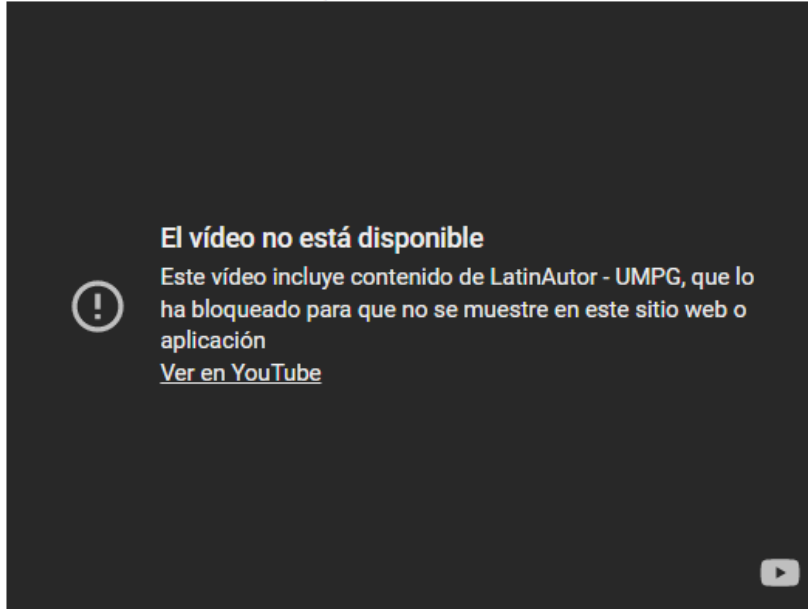 El vídeo no está disponible
Este vídeo incluye contenido de LatinAutor - UMPG, que lo
ha bloqueado para que no se muestre en este sitio web o
aplicación
Ver en YouTube